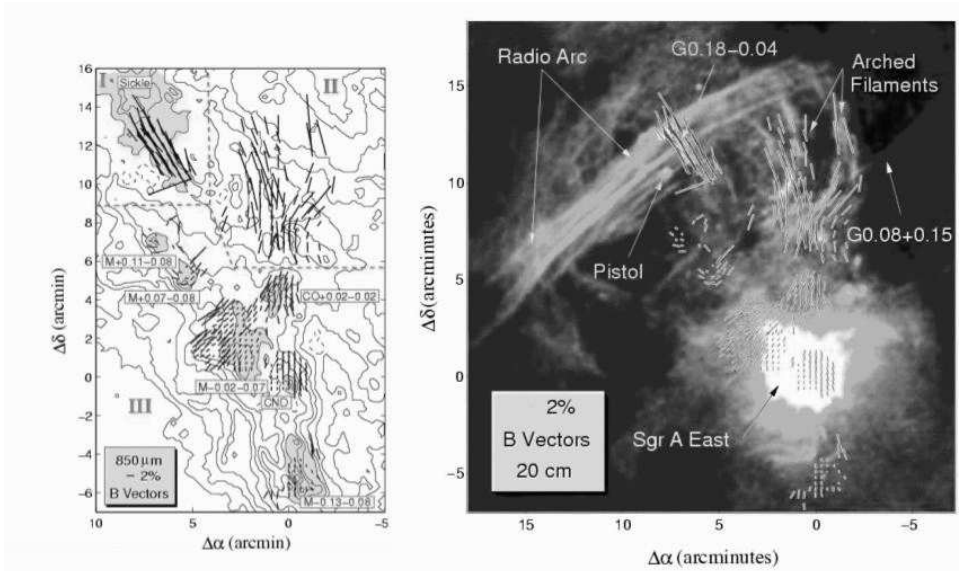 16
14
12
10
8
6
4
2
0
-2
-4
-6
Δδ (arcmin)
I
Sickle
II
M+0.11-0.08
M+0.07-0.08
CO+0.02-0.02
M-0.02-0.07
CND
III
850 μm
- 2%
B Vectors
M-0.13-0.08
10
5
0
-5
Δα (arcmin)
15
10
5
0
-5
Δδ (arcminutes)
Radio Arc
G0.18-0.04
Arched
Filaments
G0.08+0.15
Pistol
Sgr A East
2%
B Vectors
20 cm
15
10
5
0
-5
Δα (arcminutes)